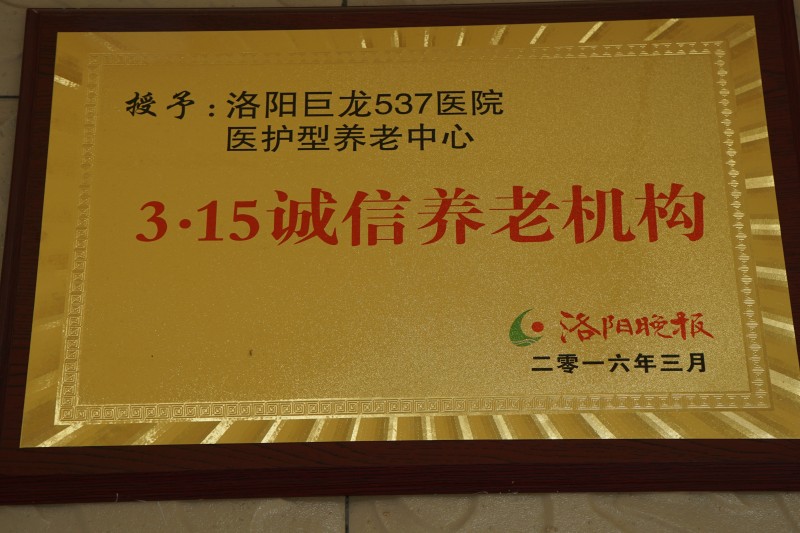 授予：洛阳巨龙537医院
医护型养老中心
3·15诚信养老机构
洛阳晚报
二零一六年三月